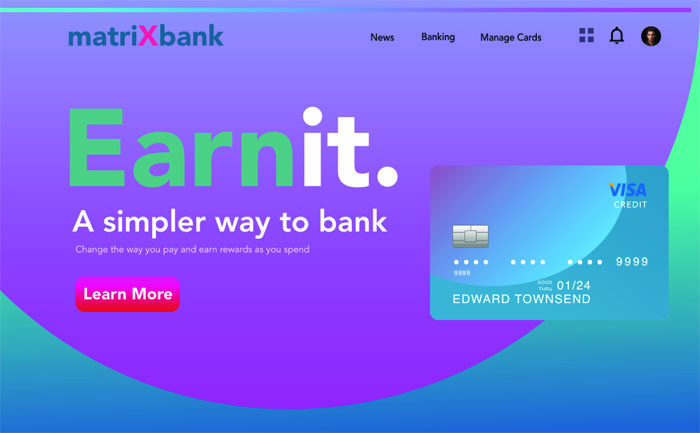 matriXbank
News
Banking
Manage Cards
Earnit.
A simpler way to bank
Change the way you pay and earn rewards as you spend
Learn More
VISA
CREDIT
•••• •••• •••• 9999
9999
GOOD
THRU
01/24
EDWARD TOWNSEND